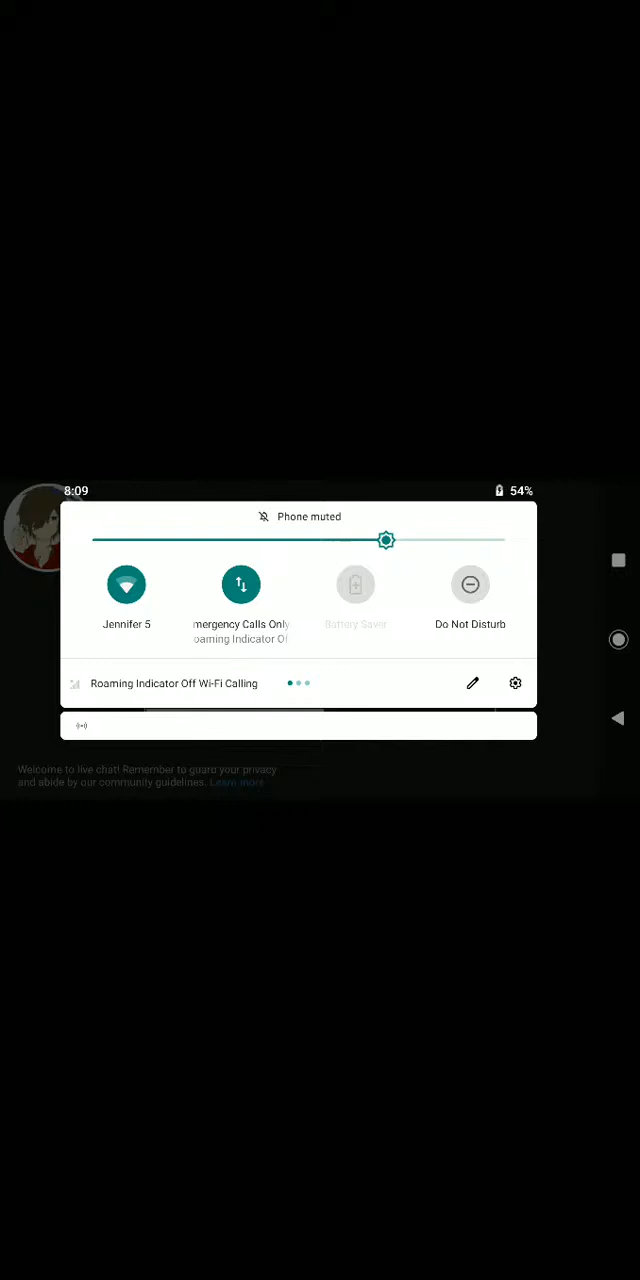 8:09
54%
Phone muted
Jennifer 5
mergency Calls Only
oaming Indicator Of
Battery Saver
Do Not Disturb
Roaming Indicator Off Wi-Fi Calling
Welcome to live chat! Remember to guard your privacy
and abide by our community guidelines. Learn more